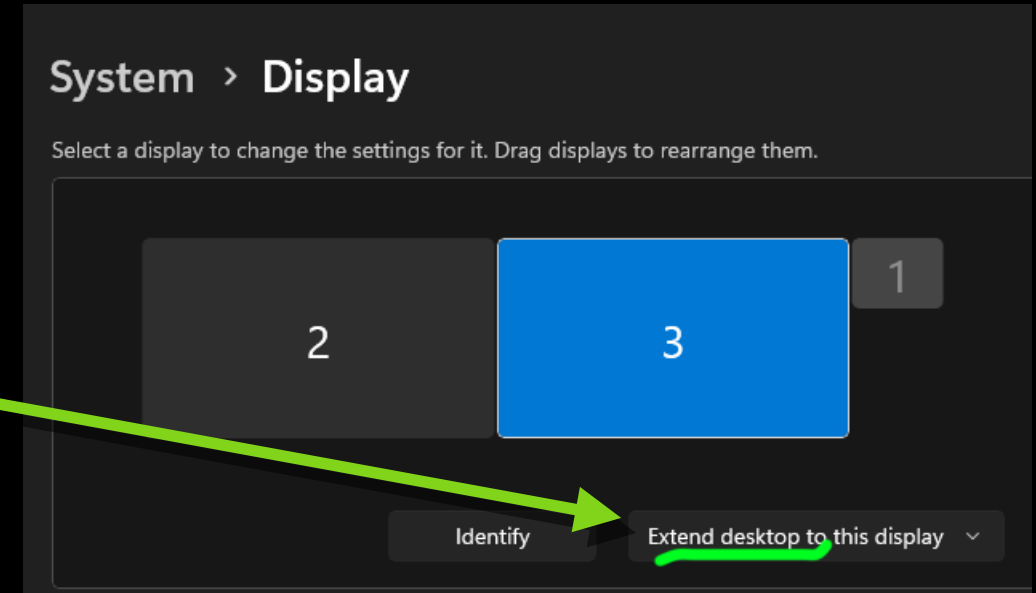 System > Display
Select a display to change the settings for it. Drag displays to rearrange them.
1
2
3
Identify
Extend desktop to this display